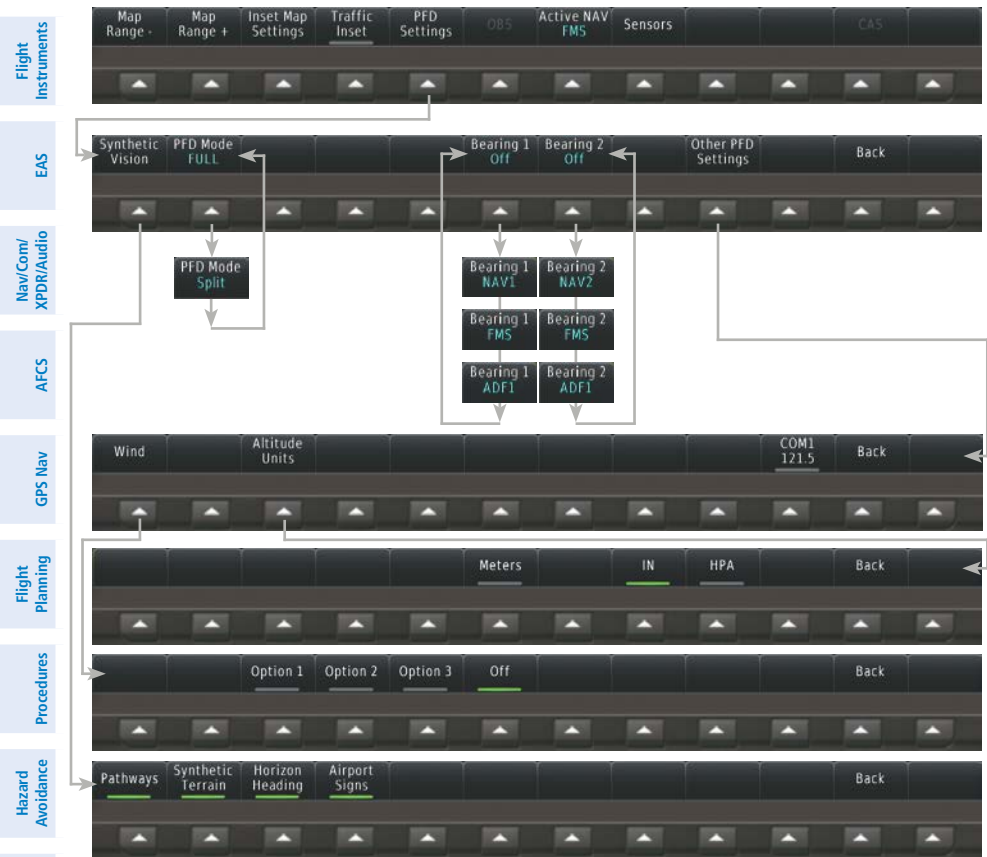 Flight
Instruments
EAS
Nav/Com/
XPDR/Audio
AFCS
GPS Nav
Flight
Planning
Procedures
Hazard
Avoidance
Map
Range -
Map
Range +
Inset Map
Settings
Traffic
Inset
PFD
Settings
OBS
Active NAV
FMS
Sensors
CAS
Synthetic
Vision
PFD Mode
FULL
Bearing 1
Off
Bearing 2
Off
Other PFD
Settings
Back
PFD Mode
Split
Bearing 1
NAV1
Bearing 2
NAV2
Bearing 1
FMS
Bearing 2
FMS
Bearing 1
ADF1
Bearing 2
ADF1
Wind
Altitude
Units
COM1
121.5
Back
Meters
IN
HPA
Back
Option 1
Option 2
Option 3
Off
Back
Pathways
Synthetic
Terrain
Horizon
Heading
Airport
Signs
Back